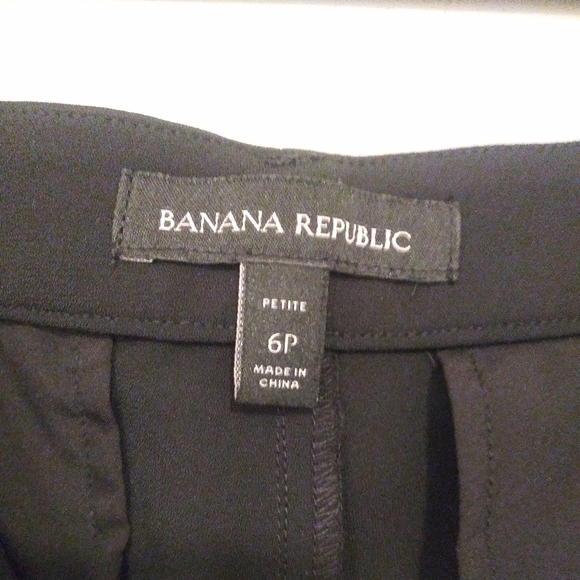 BANANA REPUBLIC
PETITE
6P
MADE IN
CHINA